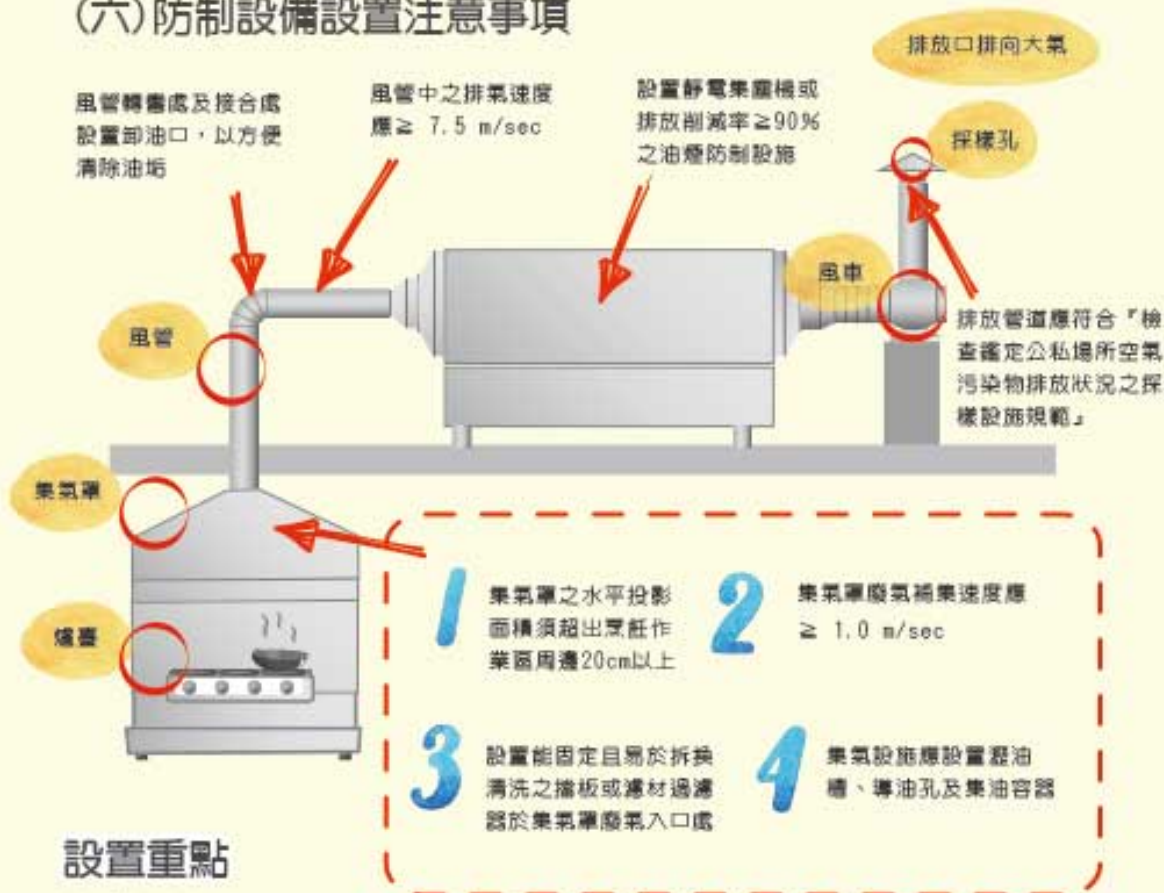 (六)防制設備設置注意事項
排放口排向大氣
風管轉彎處及接合處
設置卸油口，以方便
清除油垢
風管中之排氣速度
應≧ 7.5 m/sec
設置靜電集塵機或
排放削減率≧90%
之油煙防制設施
採樣孔
風車
風管
排放管道應符合『檢
查鑑定公私場所空氣
污染物排放狀況之採
樣設施規範』
集氣罩
爐臺
1
集氣罩之水平投影
面積須超出烹飪作
業區周邊20cm以上
2
集氣罩廢氣補集速度應
≧ 1.0 m/sec
3
設置能固定且易於拆換
清洗之擋板或濾材過濾
器於集氣罩廢氣入口處
4
集氣設施應設置瀝油
槽、導油孔及集油容器
設置重點